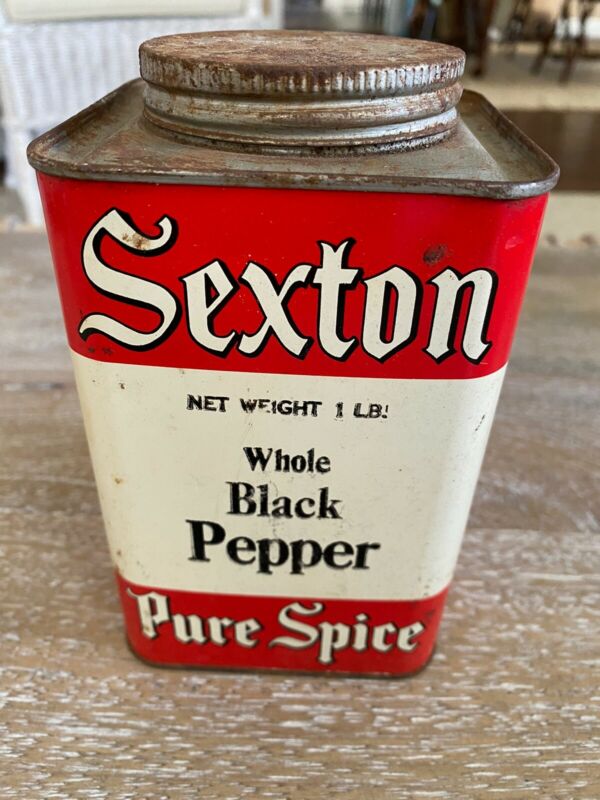 Sexton
NET WEIGHT 1 LB.
Whole
Black
Pepper
Pure Spice